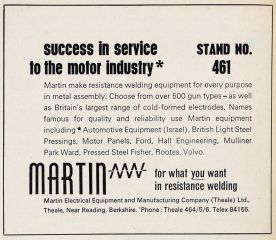 success in service STAND NO.
to the motor industry* 461
Martin make resistance welding equipment for every purpose
in metal assembly. Choose from over 500 gun types – as well
as Britain's largest range of cold-formed electrodes. Names
famous for quality and reliability use Martin equipment
including * Automotive Equipment (Israel), British Light Steel
Pressings, Motor Panels, Ford, Hall Engineering, Mulliner
Park Ward, Pressed Steel Fisher, Rootes, Volvo.
MARTIN for what you want
in resistance welding
Martin Electrical Equipment and Manufacturing Company (Theale) Ltd.,
Theale, Near Reading, Berkshire. 'Phone: Theale 464/5/6. Telex 84155.